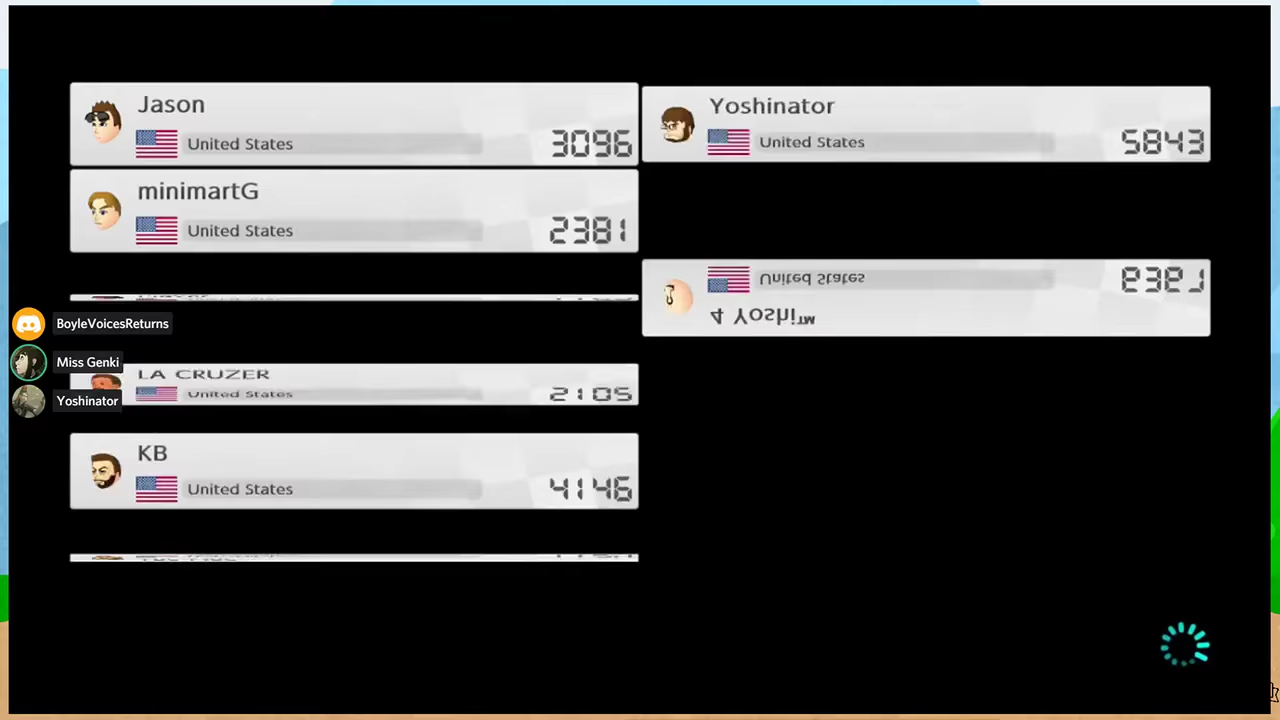 Jason
United States
3096
minimartG
United States
2381
LA CRUZER
United States
2105
KB
United States
4146
Yoshinator
United States
5843
United States
4 Yoshi™
BoyleVoicesReturns
Miss Genki
Yoshinator